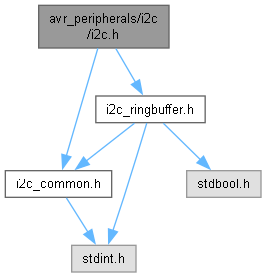 avr_peripherals/i2c
/i2c.h
i2c_ringbuffer.h
i2c_common.h
stdbool.h
stdint.h